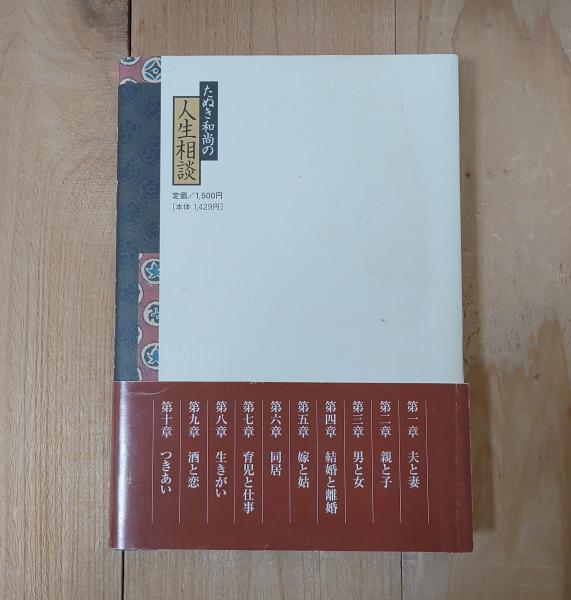 たぬき和尚の
人生相談
定価／1,500円
［本体 1,429円］
第一章　夫と妻
第二章　親と子
第三章　男と女
第四章　結婚と離婚
第五章　嫁と姑
第六章　同居
第七章　育児と仕事
第八章　生きがい
第九章　酒と恋
第十章　つきあい